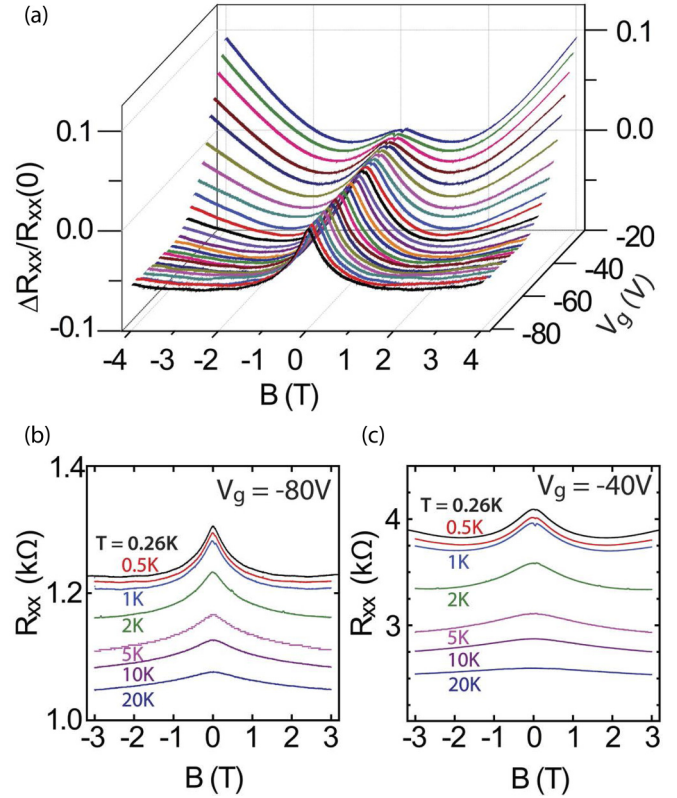 (a)
0.1
0.0
-0.1
ΔRxx/Rxx(0)
-4 -3 -2 -1 0 1 2 3 4
B (T)
0.1
0.0
-20
-40
-60
-80
Vg (V)
(b)
1.4
1.2
1.0
Rxx (kΩ)
Vg = -80V
T = 0.26K
0.5K
1K
2K
5K
10K
20K
-3 -2 -1 0 1 2 3
B (T)
(c)
4
3
Rxx (kΩ)
Vg = -40V
T = 0.26K
0.5K
1K
2K
5K
10K
20K
-3 -2 -1 0 1 2 3
B (T)